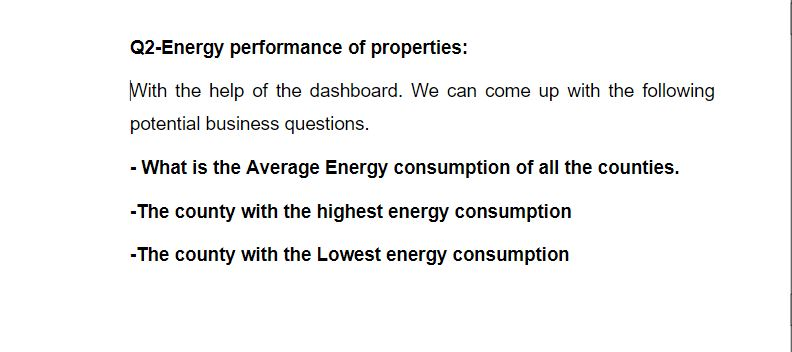 Q2-Energy performance of properties:
With the help of the dashboard. We can come up with the following
potential business questions.
- What is the Average Energy consumption of all the counties.
-The county with the highest energy consumption
-The county with the Lowest energy consumption